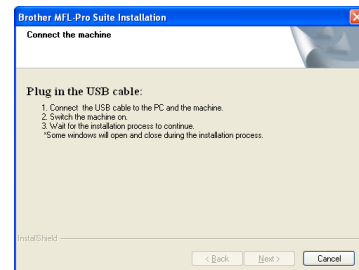 Brother MFL-Pro Suite Installation
Connect the machine
Plug in the USB cable:
1. Connect the USB cable to the PC and the machine.
2. Switch the machine on.
3. Wait for the installation process to continue.
*Some windows will open and close during the installation process.
InstallShield
< Back Next > Cancel